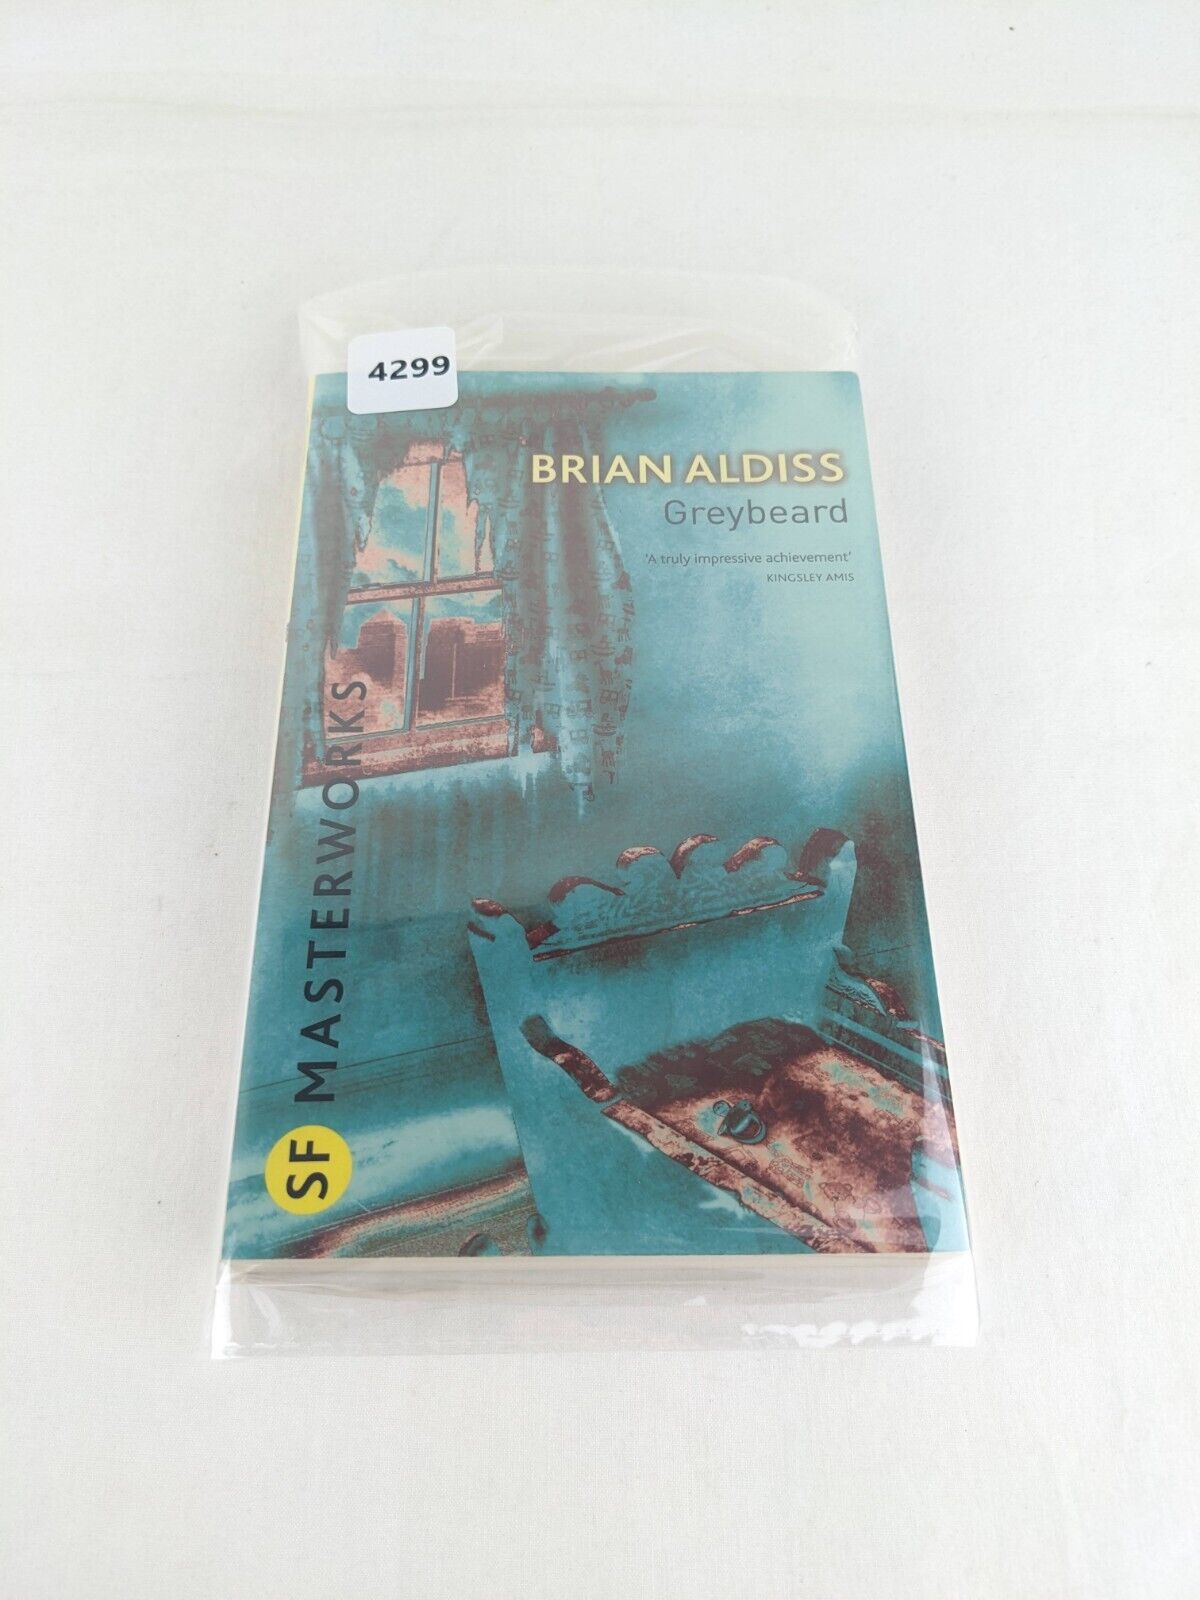 4299
BRIAN ALDISS
Greybeard
'A truly impressive achievement'
KINGSLEY AMIS
SF MASTERWORKS